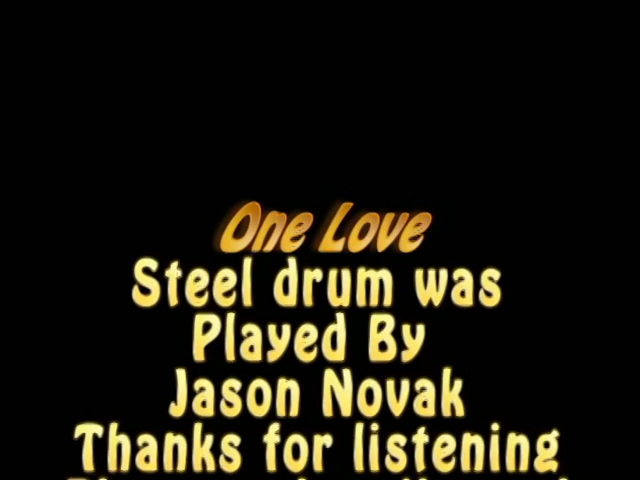 One Love
Steel drum was
Played By
Jason Novak
Thanks for listening